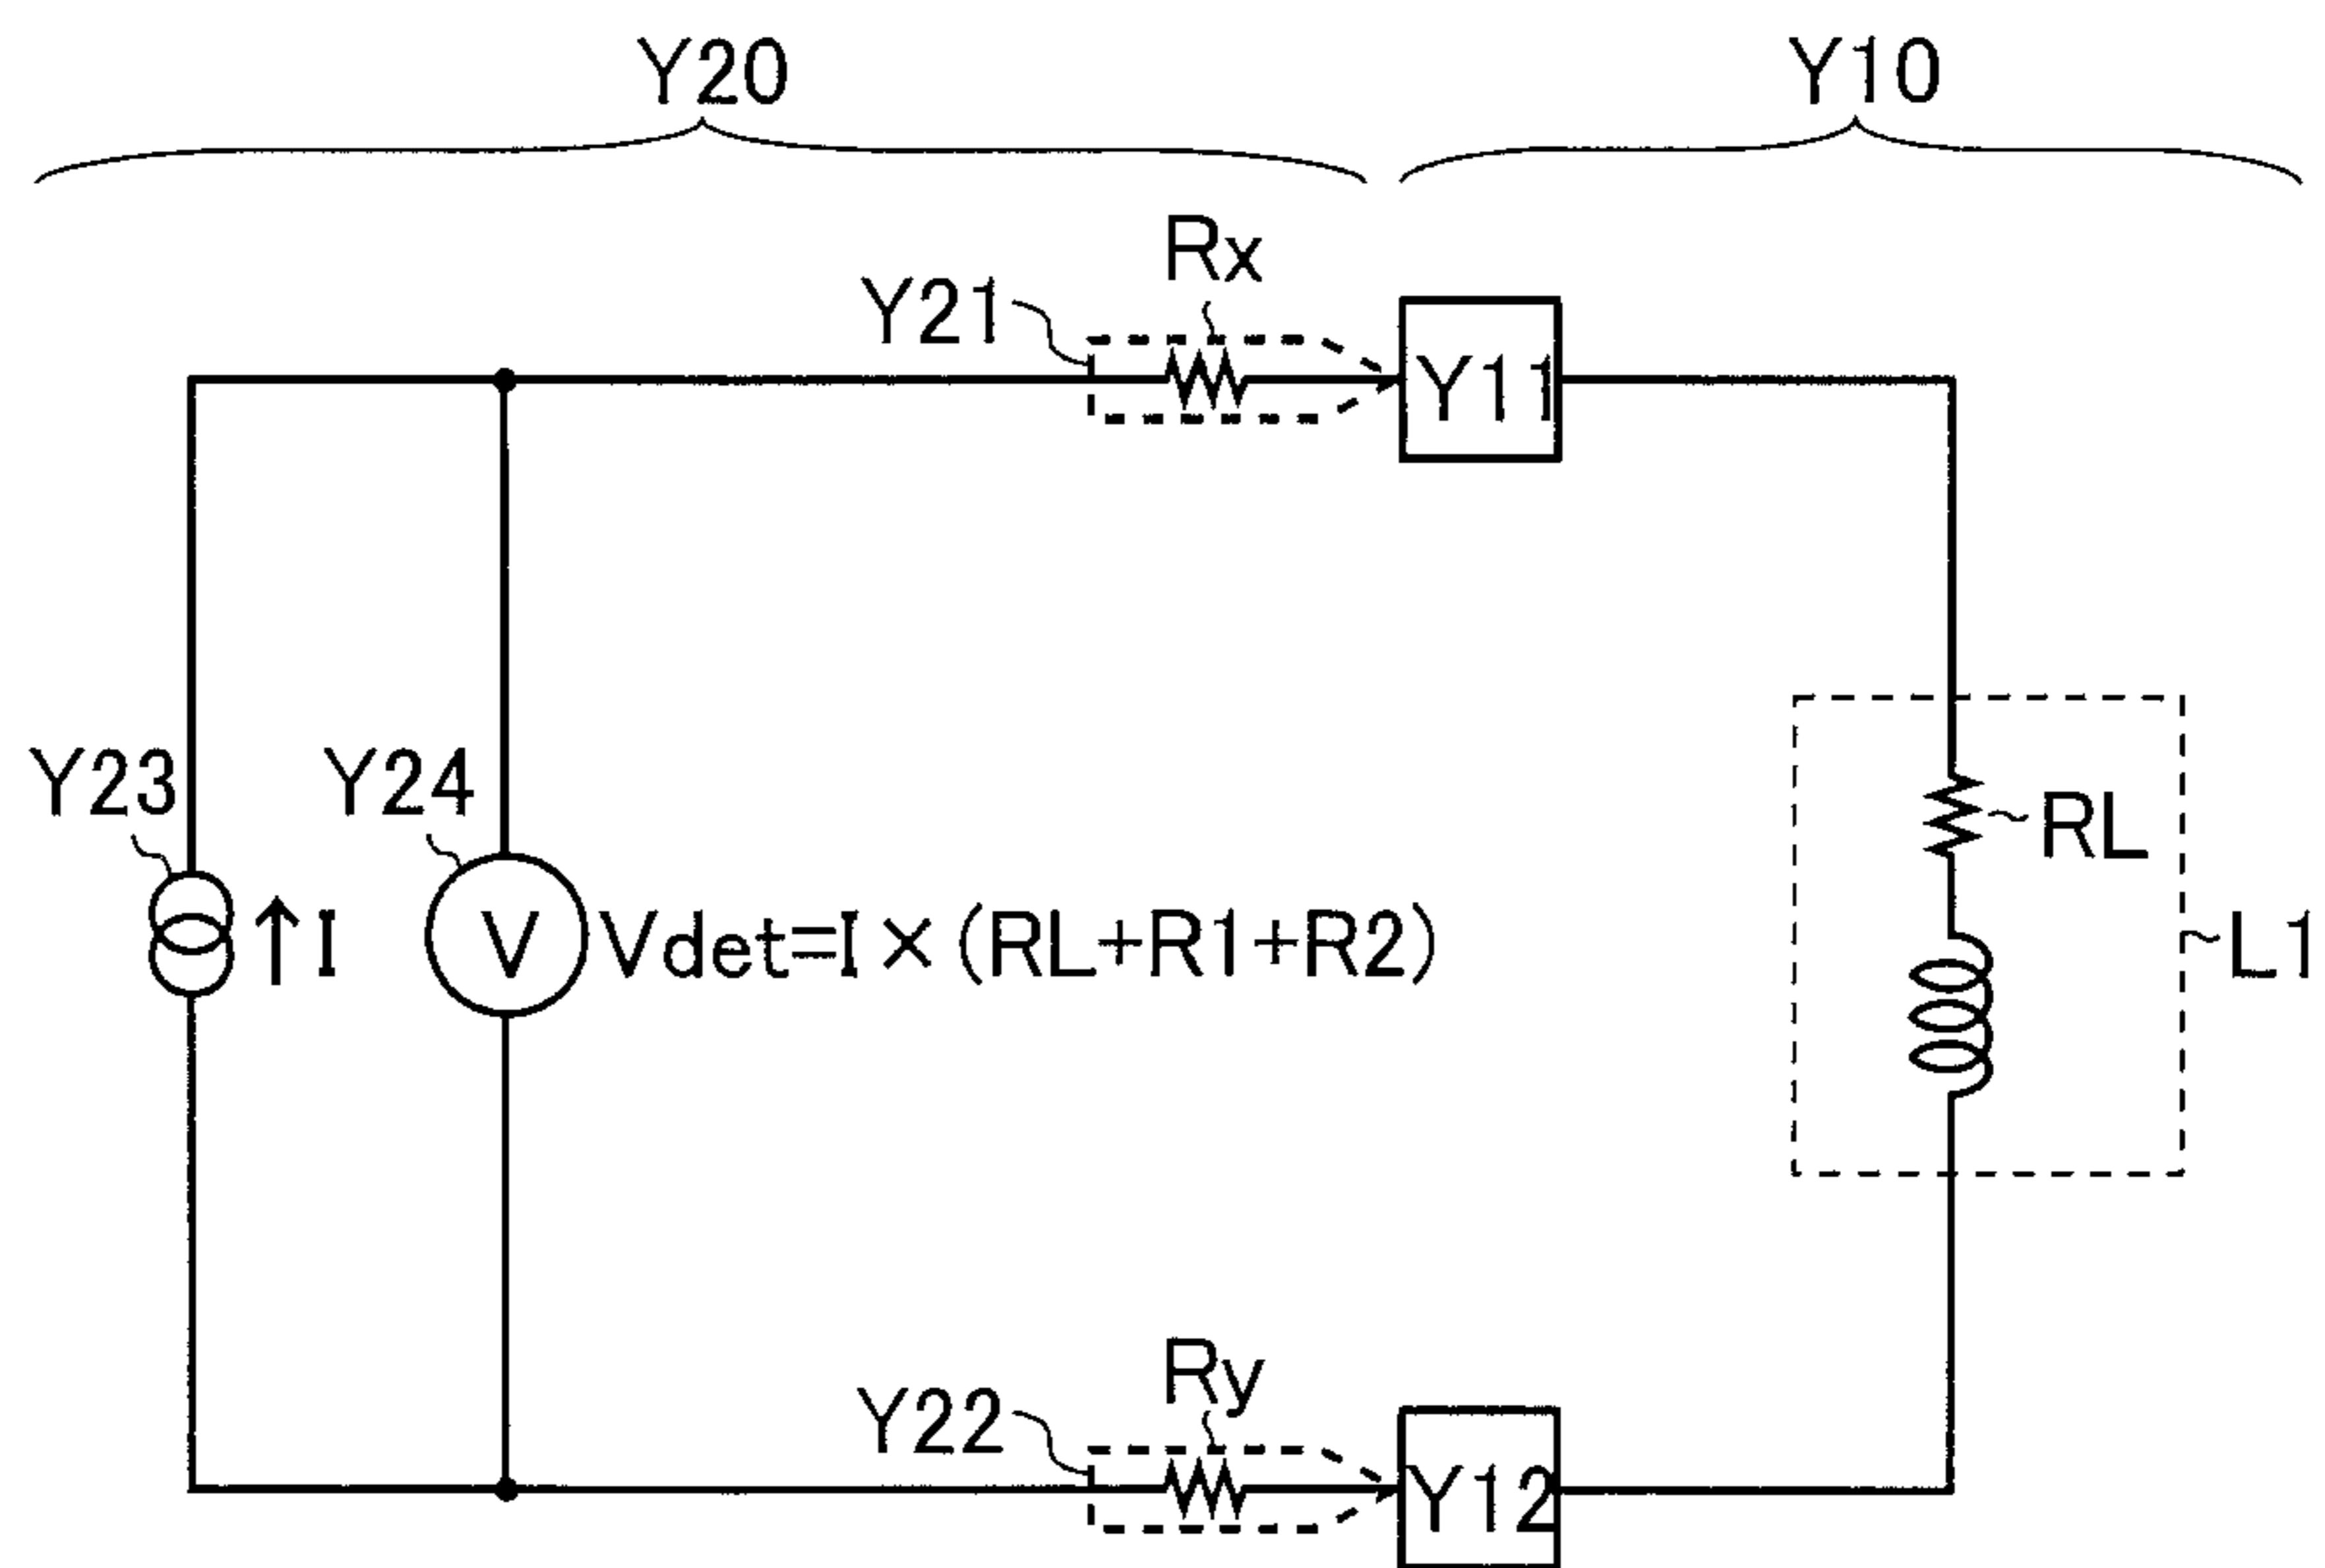 Y20
Y10
Rx
Y21
Y11
Y23
Y24
RL
↑I
V
Vdet=I×(RL+R1+R2)
L1
Ry
Y22
Y12